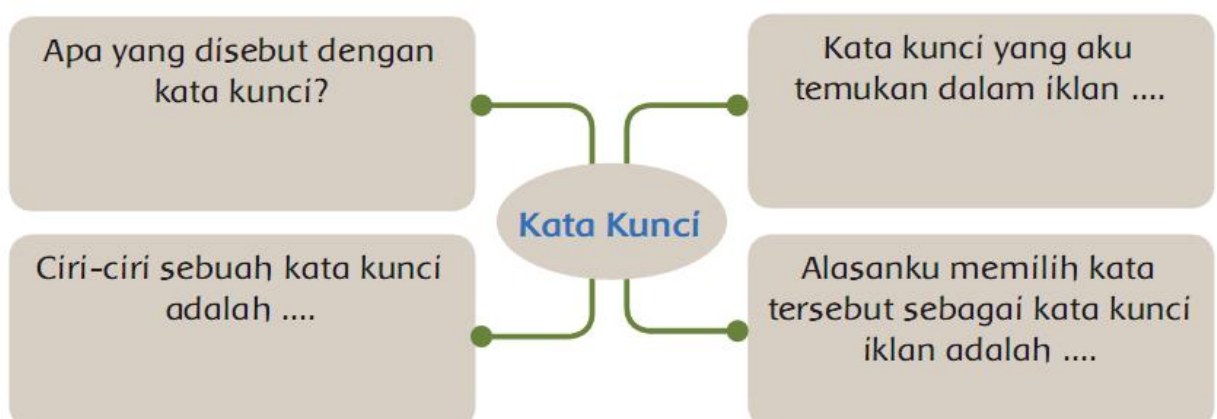 Apa yang disebut dengan
kata kunci?
Kata kunci yang aku
temukan dalam iklan ....
Kata Kunci
Ciri-ciri sebuah kata kunci
adalah ....
Alasanku memilih kata
tersebut sebagai kata kunci
iklan adalah ....